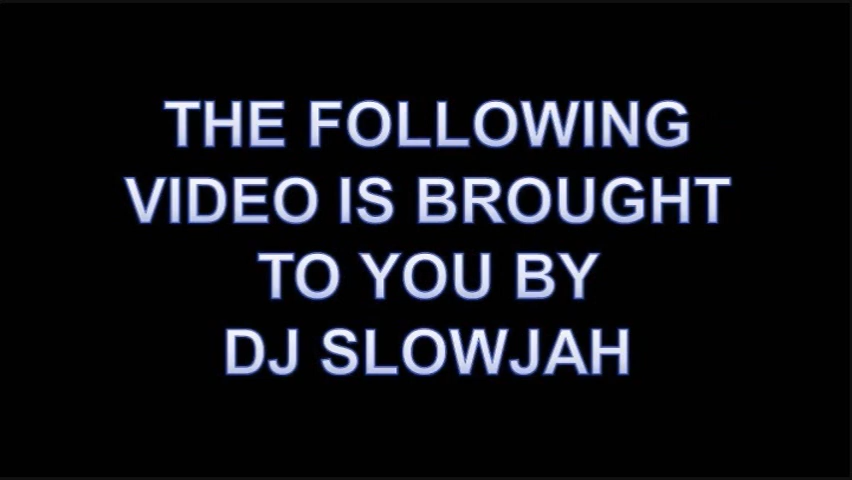 THE FOLLOWING
VIDEO IS BROUGHT
TO YOU BY
DJ SLOWJAH